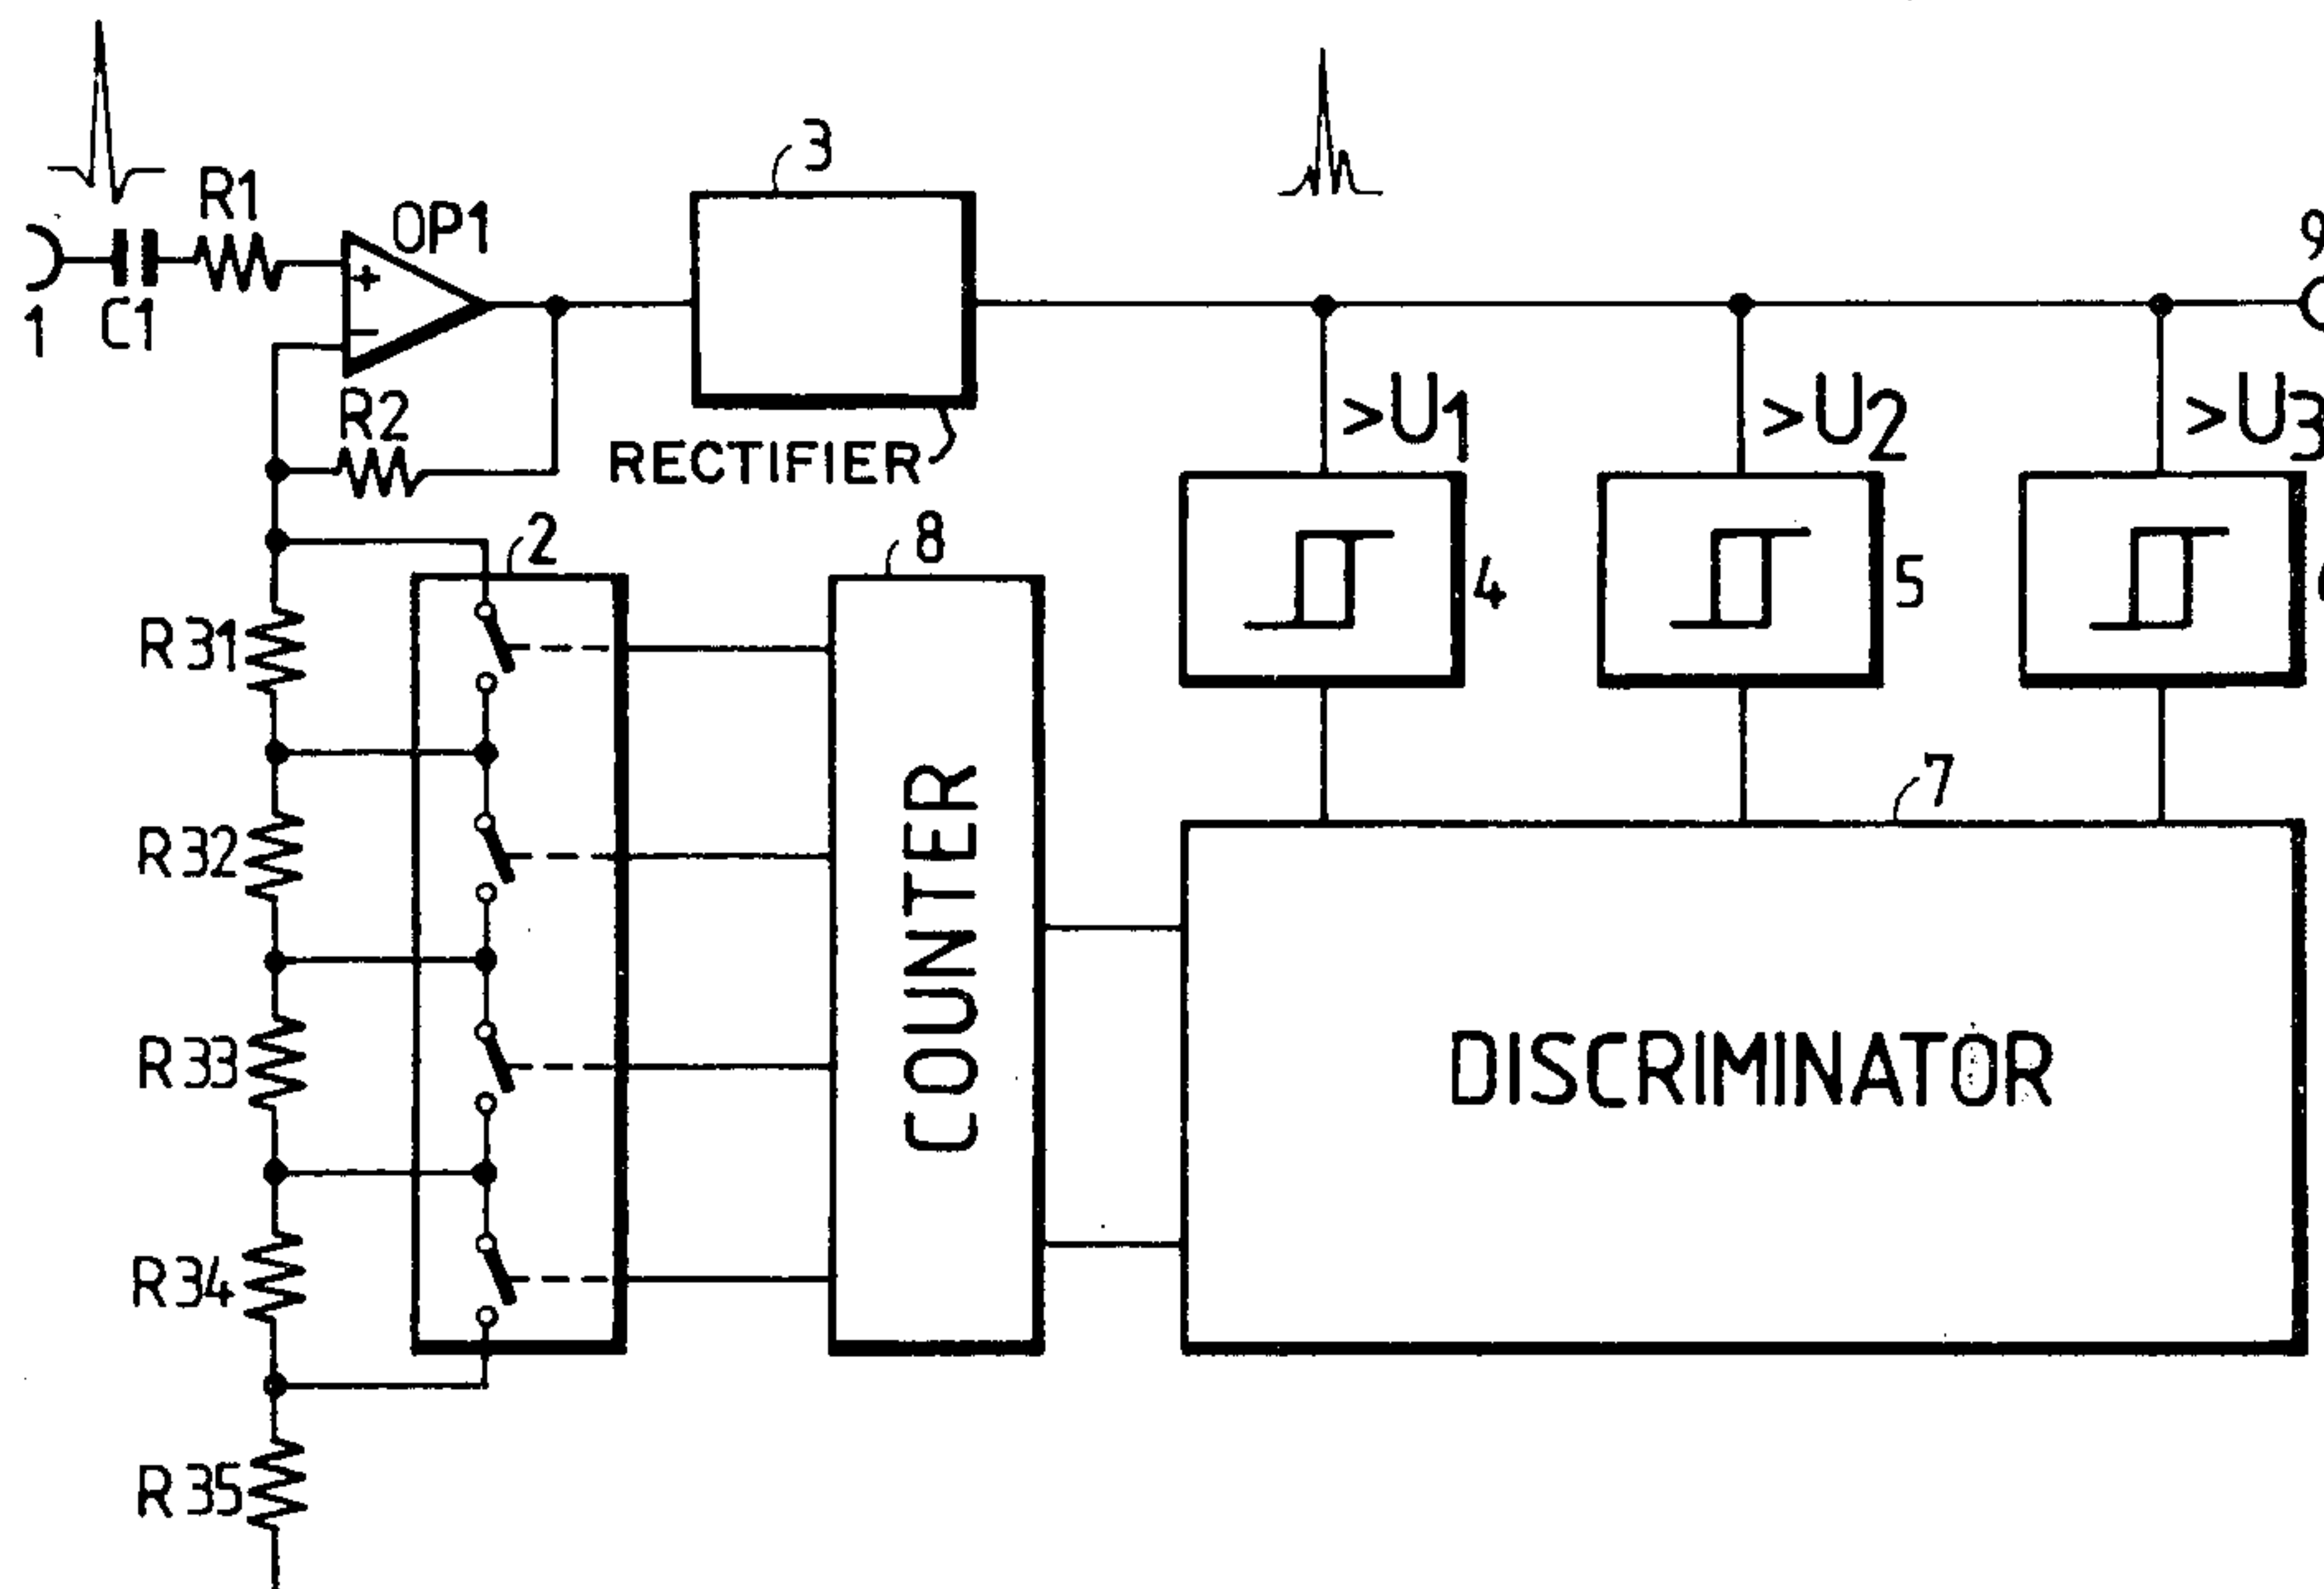 3
R1
OP1
9
1
C1
>U1
>U2
>U3
R2
RECTIFIER
2
8
4
5
R31
7
COUNTER
R32
DISCRIMINATOR
R33
R34
R35
+
−